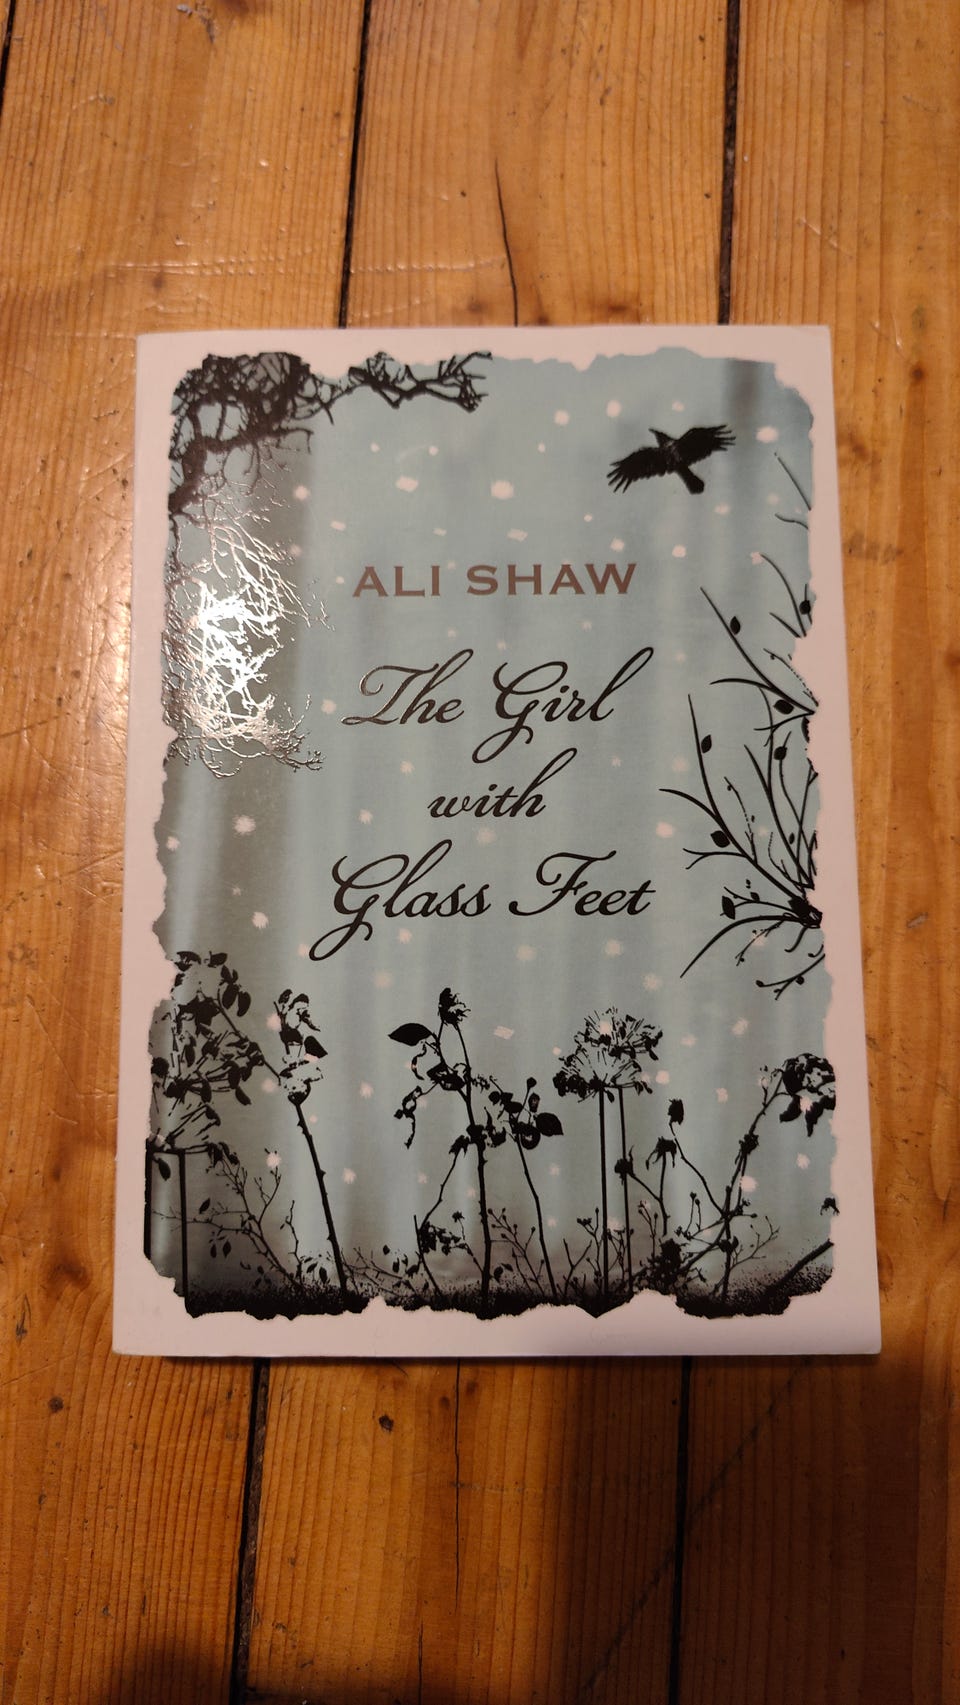 ALI SHAW
The Girl
with
Glass Feet